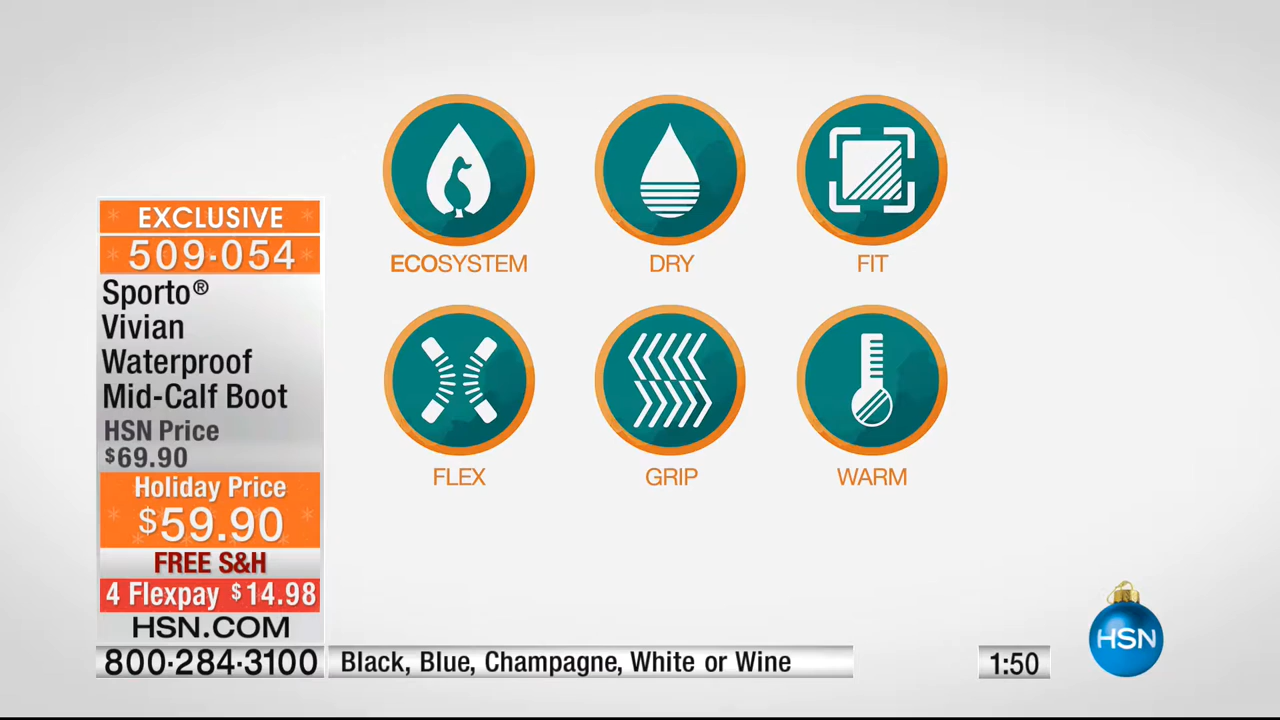 EXCLUSIVE
509·054
Sporto®
Vivian
Waterproof
Mid-Calf Boot
HSN Price
$69.90
Holiday Price
$59.90
FREE S&H
4 Flexpay $14.98
HSN.COM
800·284·3100
ECOSYSTEM
DRY
FIT
FLEX
GRIP
WARM
Black, Blue, Champagne, White or Wine
1:50
HSN